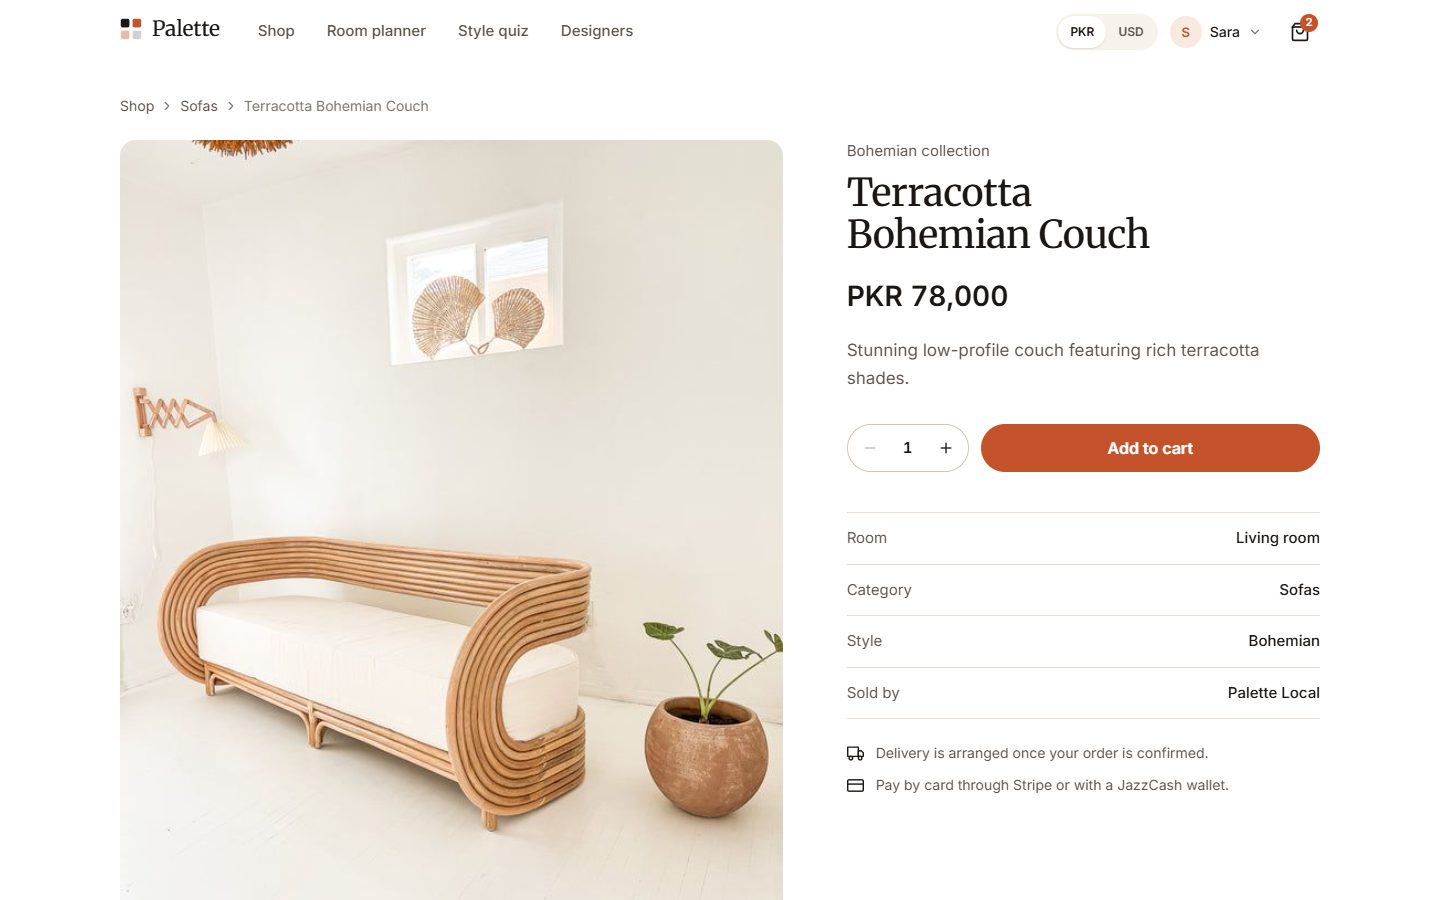 Palette
Shop
Room planner
Style quiz
Designers
PKR
USD
S
Sara
2
Shop
Sofas
Terracotta Bohemian Couch
Bohemian collection
Terracotta
Bohemian Couch
PKR 78,000
Stunning low-profile couch featuring rich terracotta
shades.
1
Add to cart
Room
Living room
Category
Sofas
Style
Bohemian
Sold by
Palette Local
Delivery is arranged once your order is confirmed.
Pay by card through Stripe or with a JazzCash wallet.